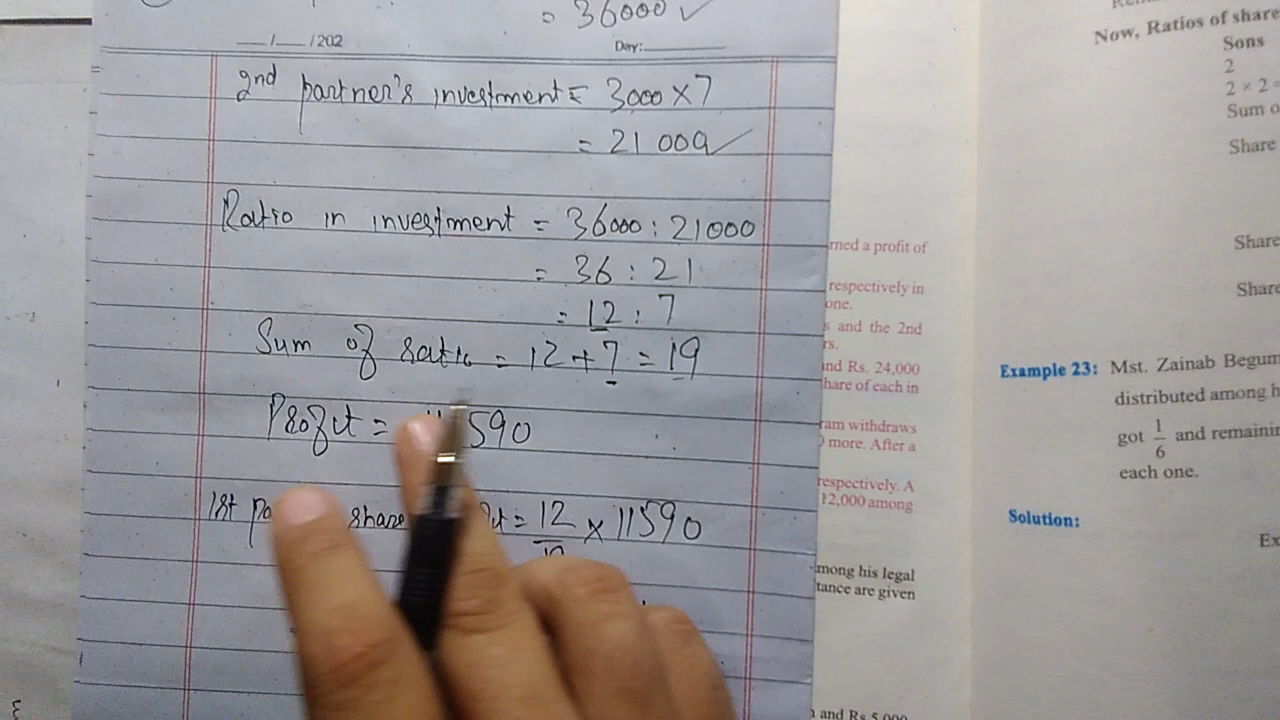 = 36000 ✓
__/__/202 Day:
2nd partner's investment = 3000 × 7
= 21000 ✓
Ratio in investment = 36000 : 21000
= 36 : 21
= 12 : 7
Sum of ratio = 12 + 7 = 19
Profit = 590
1st share = 12 × 11590
rned a profit of
respectively in
one.
s and the 2nd
rs.
nd Rs. 24,000
hare of each in
ram withdraws
more. After a
respectively. A
12,000 among
mong his legal
tance are given
and Rs 5,000
Now, Ratios of share
Sons
2
2 × 2
Sum o
Share
Share
Share
Example 23: Mst. Zainab Begum
distributed among h
got 1/6 and remainin
each one.
Solution:
Ex